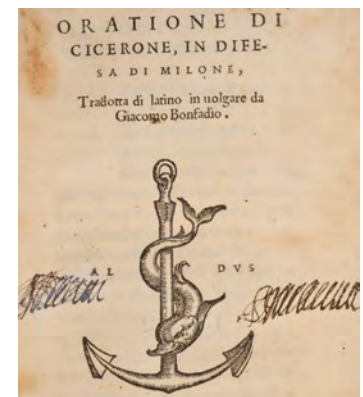 ORATIONE DI
CICERONE, IN DIFE-
SA DI MILONE,
Tradotta di latino in uolgare da
Giacomo Bonfadio.
AL DVS